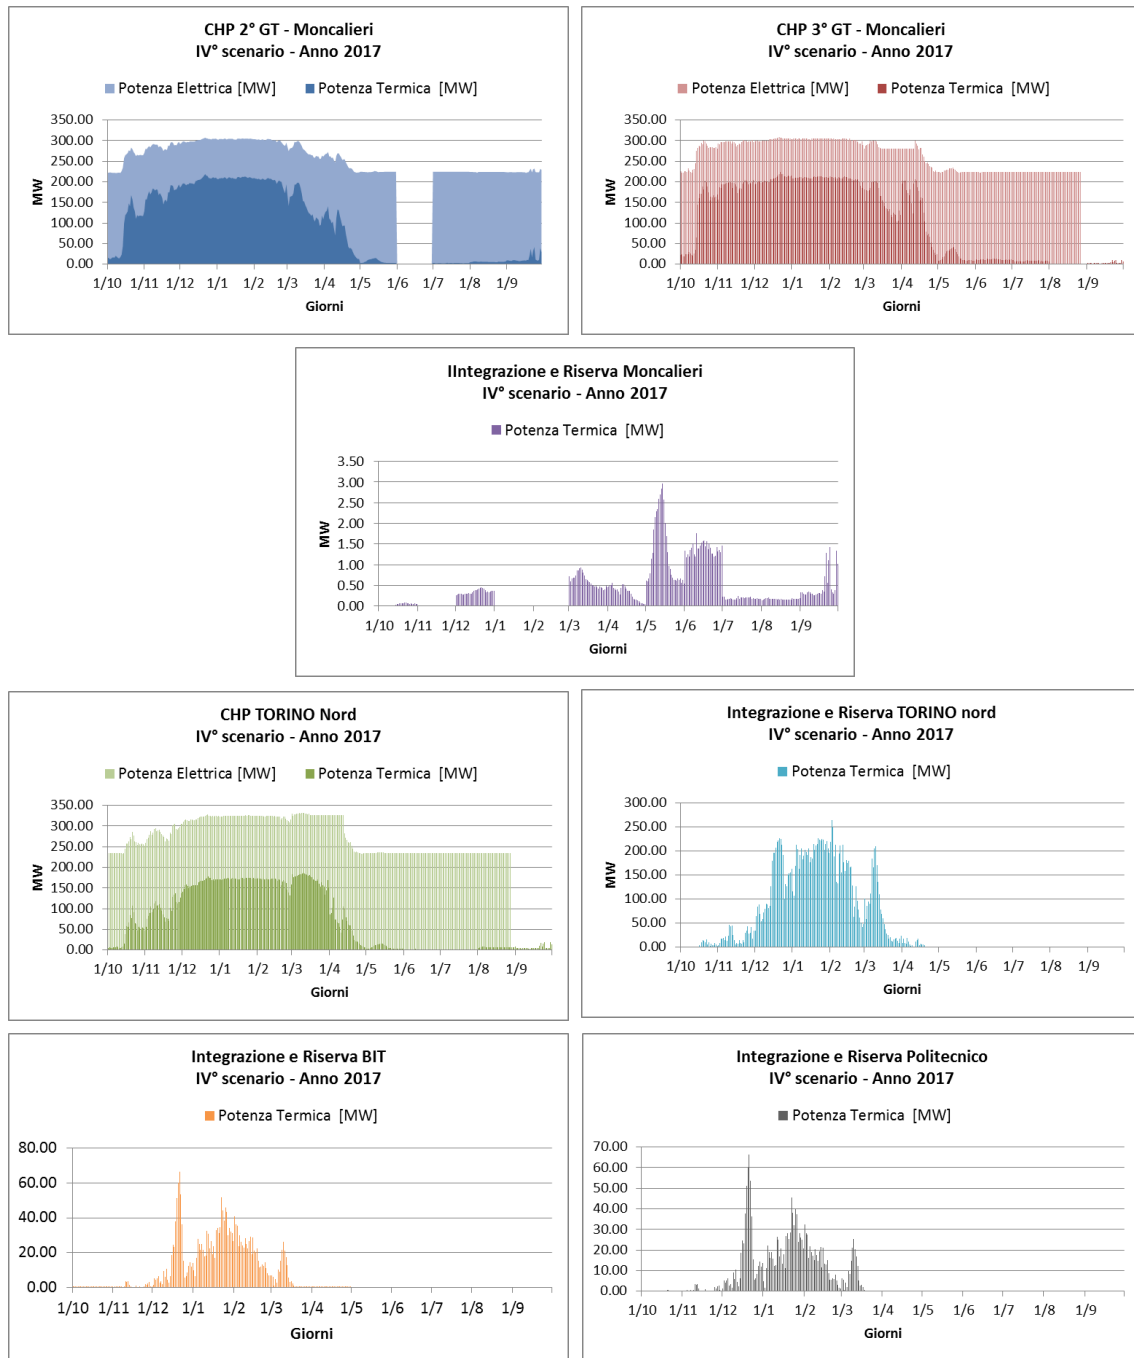 CHP 2° GT - Moncalieri
IV° scenario - Anno 2017
Potenza Elettrica [MW] Potenza Termica [MW]
350.00
300.00
250.00
200.00
150.00
100.00
50.00
0.00
MW
1/10 1/11 1/12 1/1 1/2 1/3 1/4 1/5 1/6 1/7 1/8 1/9
Giorni
CHP 3° GT - Moncalieri
IV° scenario - Anno 2017
Potenza Elettrica [MW] Potenza Termica [MW]
350.00
300.00
250.00
200.00
150.00
100.00
50.00
0.00
MW
1/10 1/11 1/12 1/1 1/2 1/3 1/4 1/5 1/6 1/7 1/8 1/9
Giorni
IIntegrazione e Riserva Moncalieri
IV° scenario - Anno 2017
Potenza Termica [MW]
3.50
3.00
2.50
2.00
1.50
1.00
0.50
0.00
MW
1/10 1/11 1/12 1/1 1/2 1/3 1/4 1/5 1/6 1/7 1/8 1/9
Giorni
CHP TORINO Nord
IV° scenario - Anno 2017
Potenza Elettrica [MW] Potenza Termica [MW]
350.00
300.00
250.00
200.00
150.00
100.00
50.00
0.00
MW
1/10 1/11 1/12 1/1 1/2 1/3 1/4 1/5 1/6 1/7 1/8 1/9
Giorni
Integrazione e Riserva TORINO nord
IV° scenario - Anno 2017
Potenza Termica [MW]
300.00
250.00
200.00
150.00
100.00
50.00
0.00
MW
1/10 1/11 1/12 1/1 1/2 1/3 1/4 1/5 1/6 1/7 1/8 1/9
Giorni
Integrazione e Riserva BIT
IV° scenario - Anno 2017
Potenza Termica [MW]
80.00
60.00
40.00
20.00
0.00
1/10 1/11 1/12 1/1 1/2 1/3 1/4 1/5 1/6 1/7 1/8 1/9
Giorni
Integrazione e Riserva Politecnico
IV° scenario - Anno 2017
Potenza Termica [MW]
70.00
60.00
50.00
40.00
30.00
20.00
10.00
0.00
1/10 1/11 1/12 1/1 1/2 1/3 1/4 1/5 1/6 1/7 1/8 1/9
Giorni